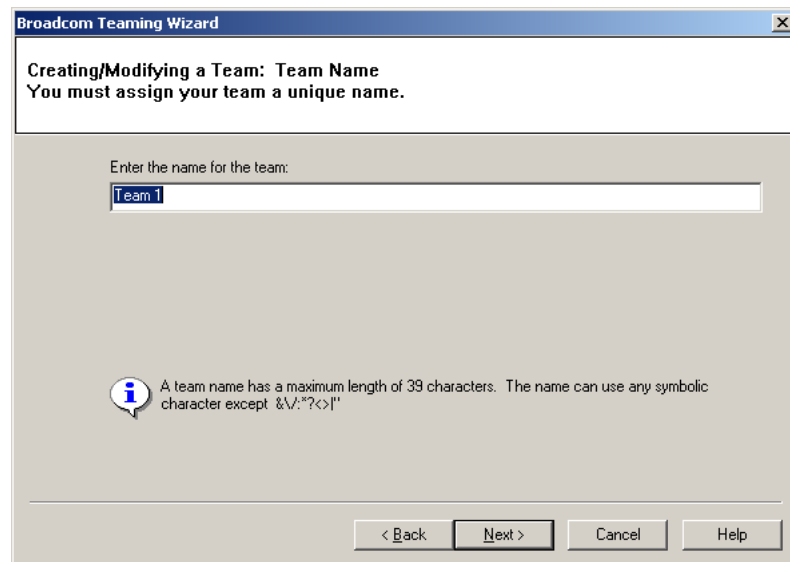 Broadcom Teaming Wizard
Creating/Modifying a Team: Team Name
You must assign your team a unique name.
Enter the name for the team:
Team 1
A team name has a maximum length of 39 characters. The name can use any symbolic
character except &\/:*?<>|"
< Back
Next >
Cancel
Help